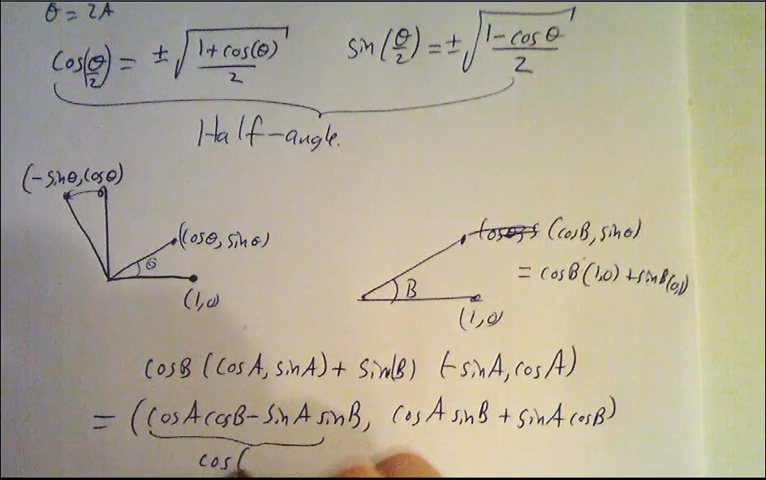 θ = 2A
cos(θ/2) = ±√((1+cos(θ))/2)
sin(θ/2) = ±√((1-cosθ)/2)
Half-angle.
(-sinθ, cosθ)
(cosθ, sinθ)
θ
(1,0)
(cosB, sinθ)
= cosB(1,0) + sinB(0,1)
B
(1,0)
cosB (cosA, sinA) + sin(B) (-sinA, cosA)
= (cosA cosB - sinA sinB, cosA sinB + sinA cosB)
cos(